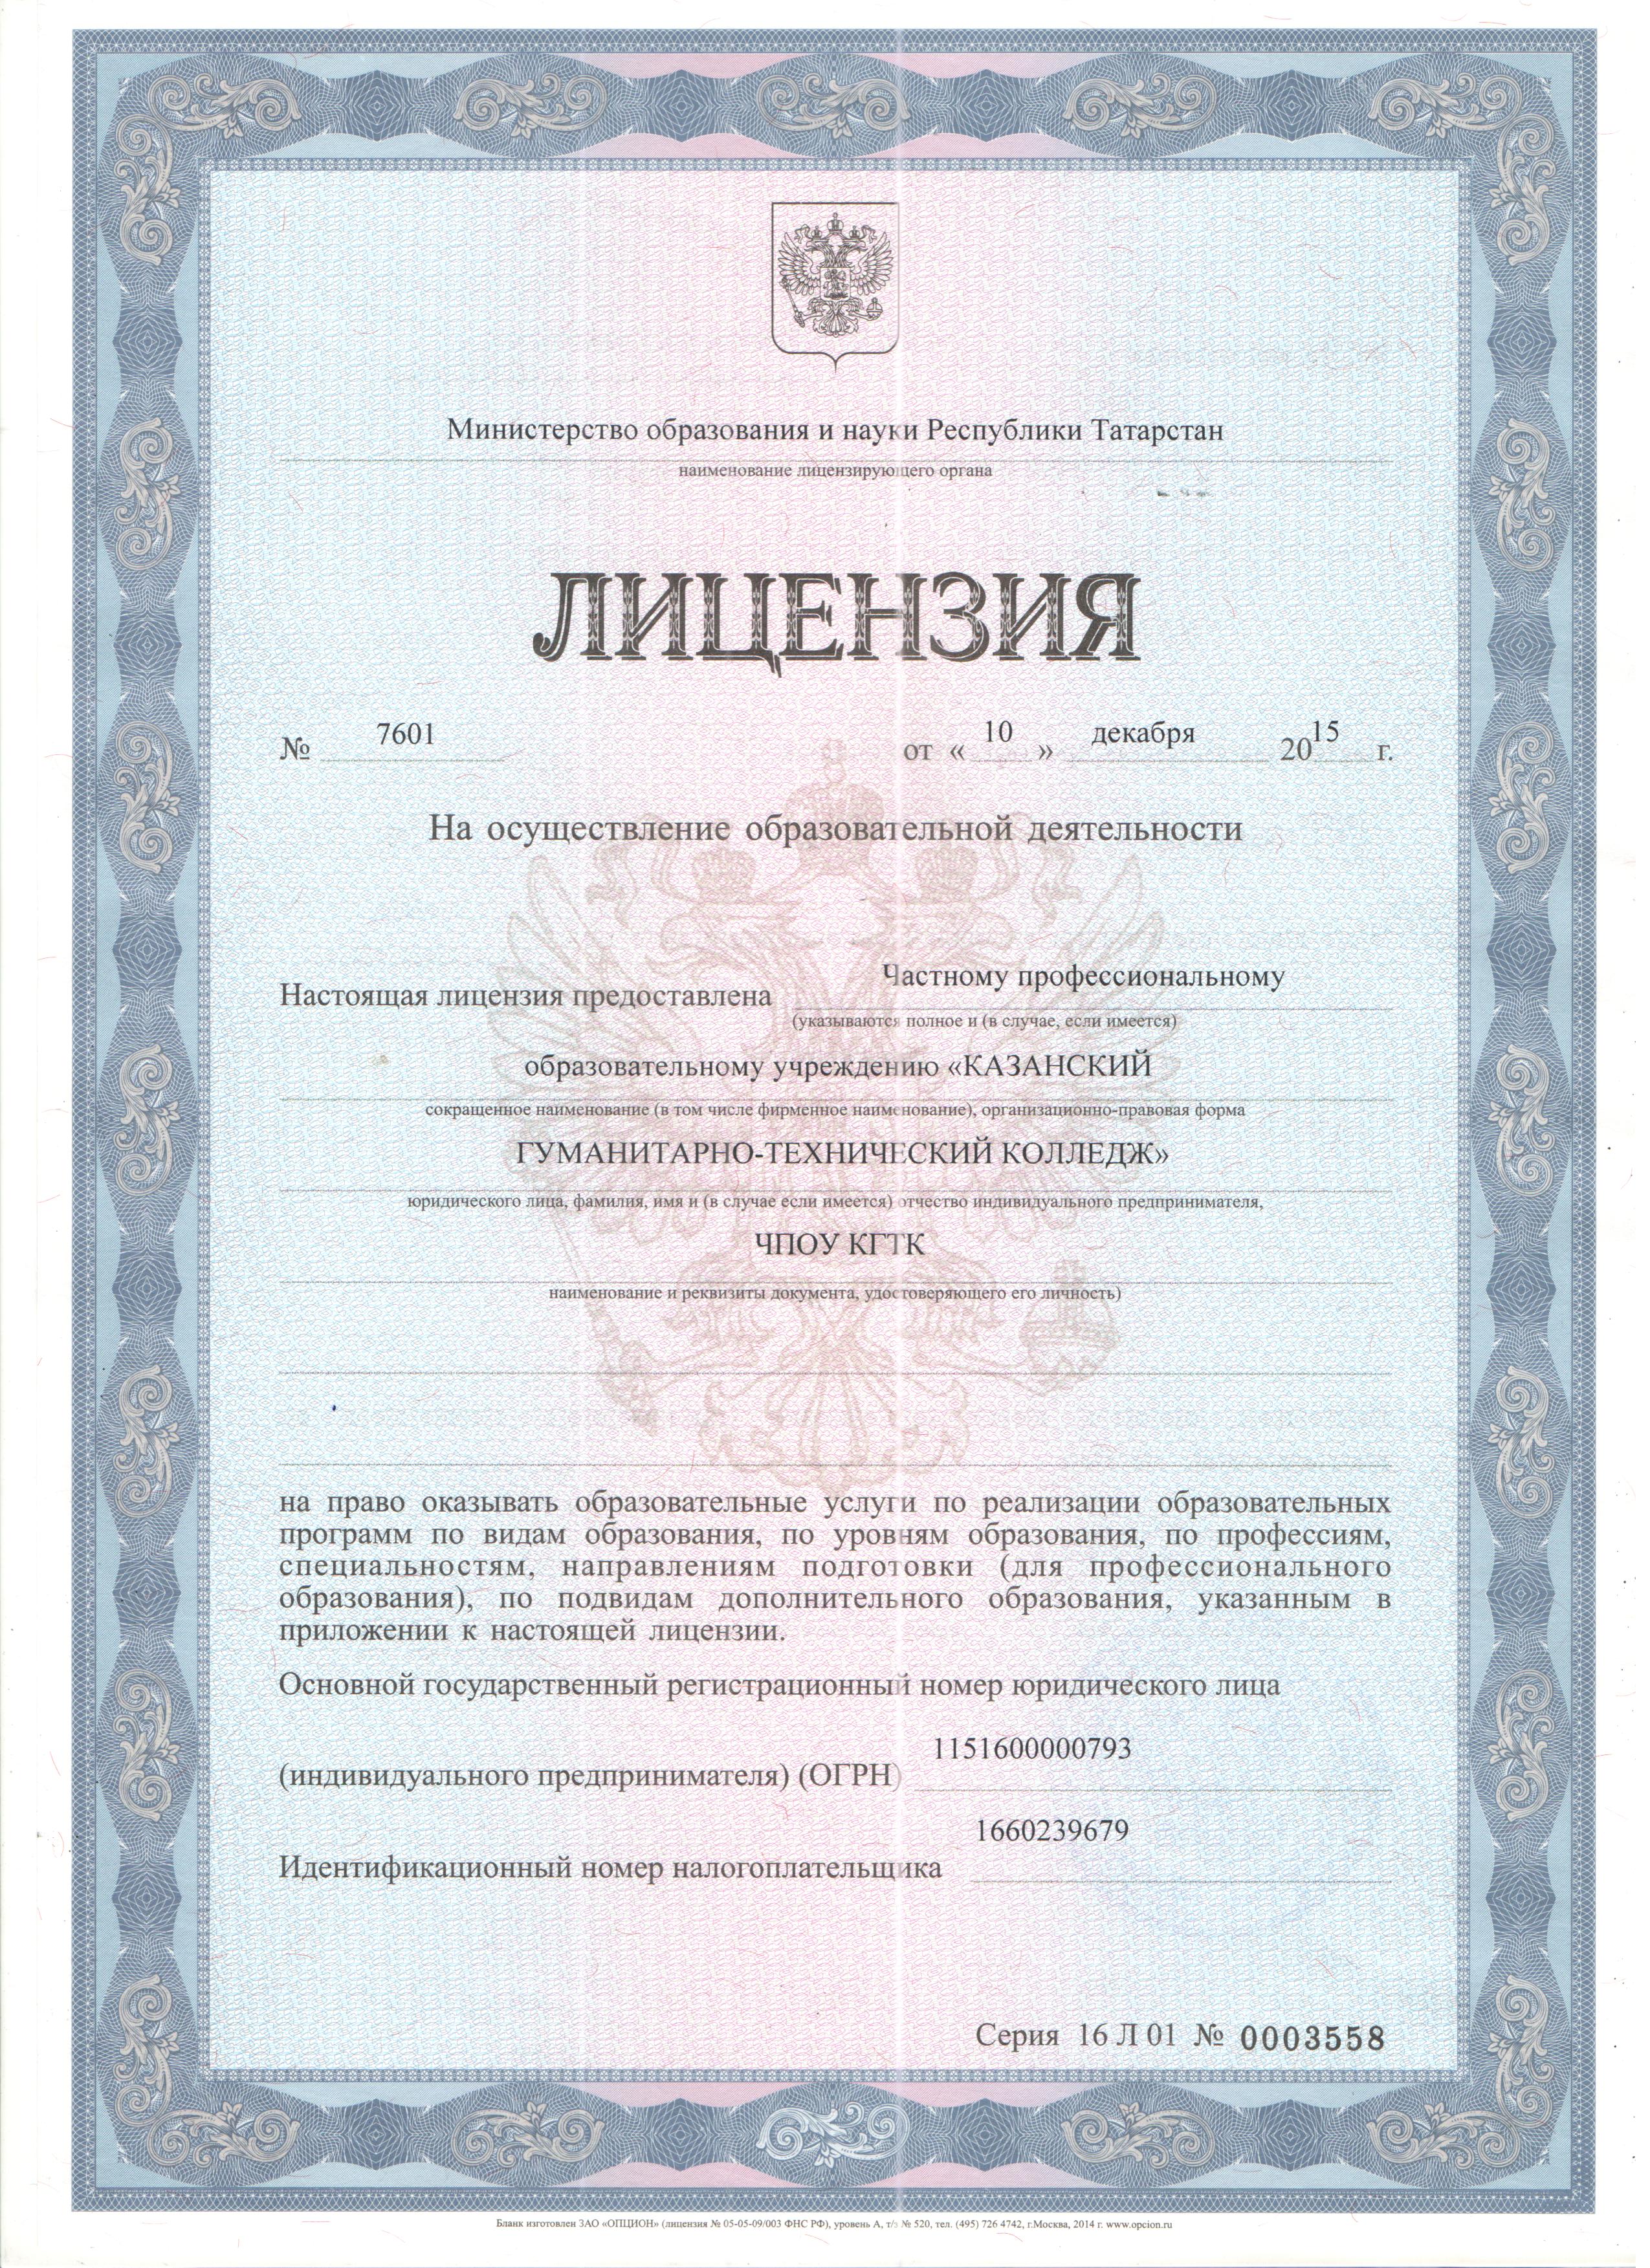 Министерство образования и науки Республики Татарстан
наименование лицензирующего органа
ЛИЦЕНЗИЯ
№ 7601 от « 10 » декабря 2015 г.
На осуществление образовательной деятельности
Настоящая лицензия предоставлена Частному профессиональному
(указываются полное и (в случае, если имеется)
образовательному учреждению «КАЗАНСКИЙ
сокращенное наименование (в том числе фирменное наименование), организационно-правовая форма
ГУМАНИТАРНО-ТЕХНИЧЕСКИЙ КОЛЛЕДЖ»
юридического лица, фамилия, имя и (в случае если имеется) отчество индивидуального предпринимателя,
ЧПОУ КГТК
наименование и реквизиты документа, удостоверяющего его личность)
на право оказывать образовательные услуги по реализации образовательных
программ по видам образования, по уровням образования, по профессиям,
специальностям, направлениям подготовки (для профессионального
образования), по подвидам дополнительного образования, указанным в
приложении к настоящей лицензии.
Основной государственный регистрационный номер юридического лица
(индивидуального предпринимателя) (ОГРН) 1151600000793
Идентификационный номер налогоплательщика 1660239679
Серия 16 Л 01 № 0003558
Бланк изготовлен ЗАО «ОПЦИОН» (лицензия № 05-05-09/003 ФНС РФ), уровень А, т/з № 520, тел. (495) 726 4742, г.Москва, 2014 г. www.opcion.ru